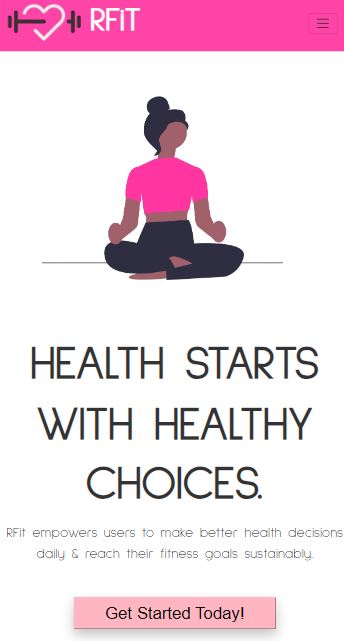 RFIT
HEALTH STARTS
WITH HEALTHY
CHOICES.
RFit empowers users to make better health decisions
daily & reach their fitness goals sustainably.
Get Started Today!